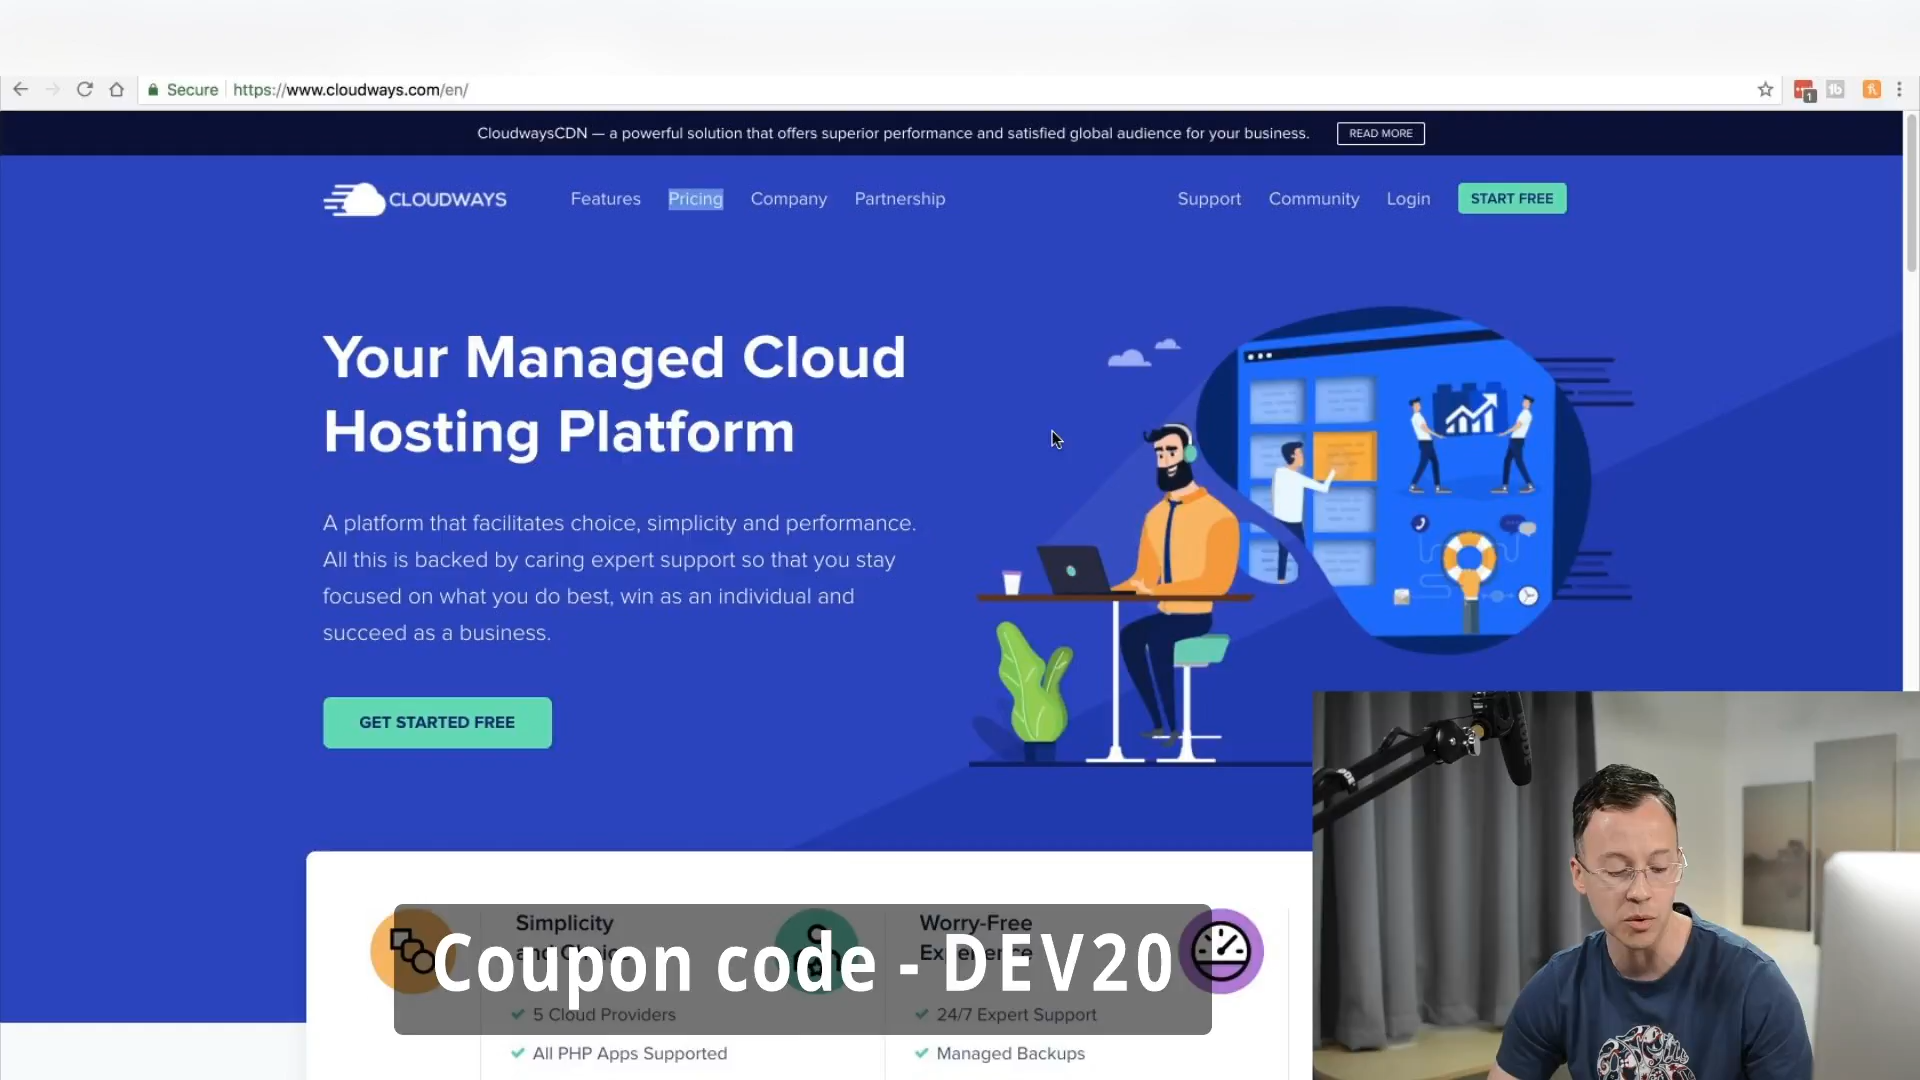 Secure
https://www.cloudways.com/en/
1
CloudwaysCDN — a powerful solution that offers superior performance and satisfied global audience for your business.
READ MORE
CLOUDWAYS
Features
Pricing
Company
Partnership
Support
Community
Login
START FREE
Your Managed Cloud
Hosting Platform
A platform that facilitates choice, simplicity and performance.
All this is backed by caring expert support so that you stay
focused on what you do best, win as an individual and
succeed as a business.
GET STARTED FREE
Simplicity
and Choice
Worry-Free
Experience
Coupon code - DEV20
5 Cloud Providers
24/7 Expert Support
All PHP Apps Supported
Managed Backups